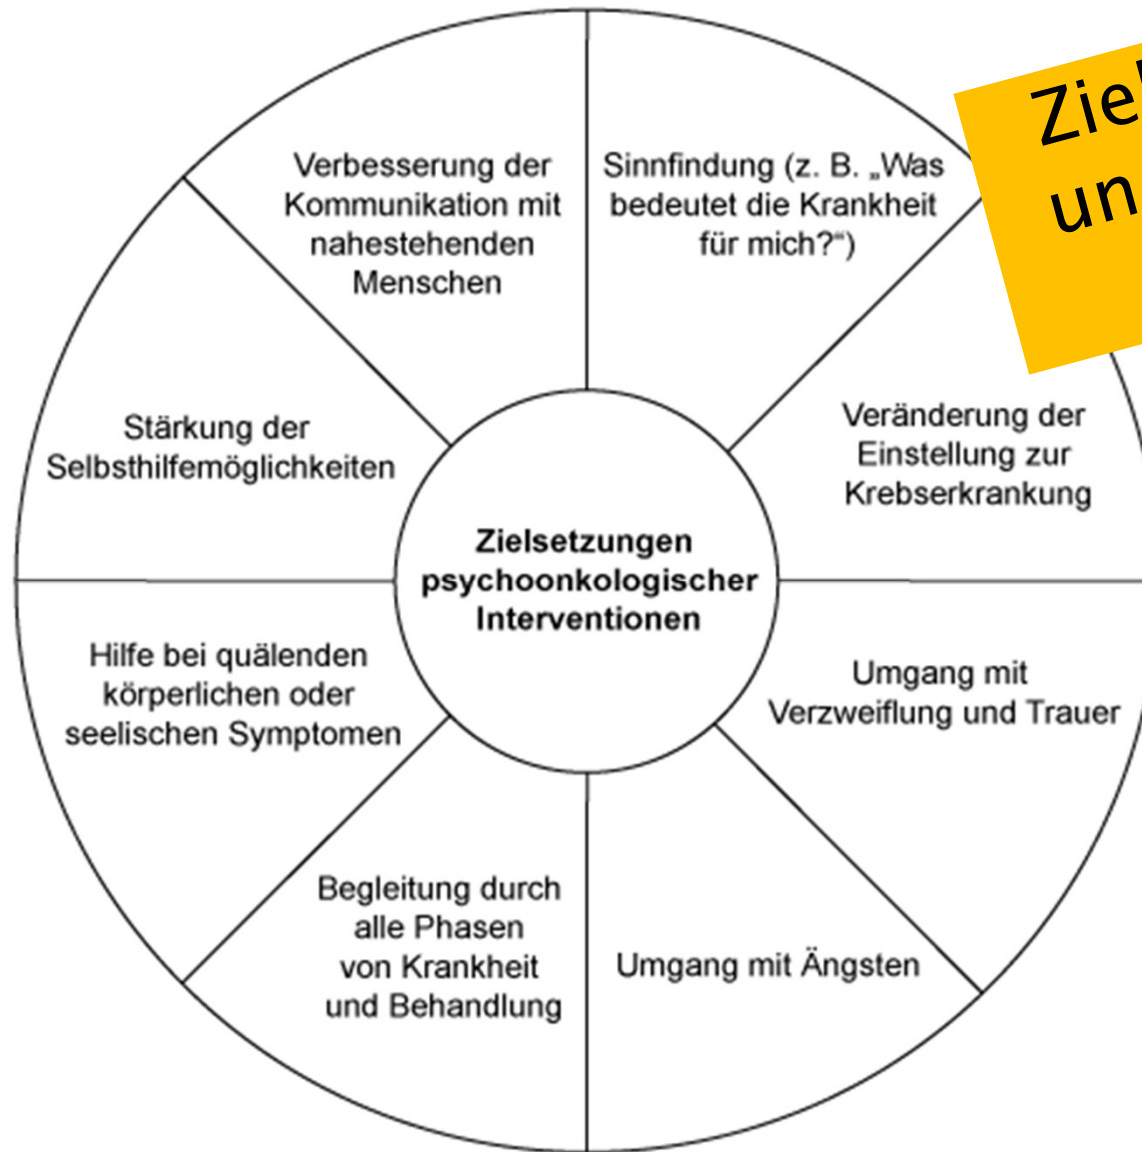 Verbesserung der
Kommunikation mit
nahestehenden
Menschen
Sinnfindung (z. B. „Was
bedeutet die Krankheit
für mich?“)
Veränderung der
Einstellung zur
Krebserkrankung
Umgang mit
Verzweiflung und Trauer
Umgang mit Ängsten
Begleitung durch
alle Phasen
von Krankheit
und Behandlung
Hilfe bei quälenden
körperlichen oder
seelischen Symptomen
Stärkung der
Selbsthilfemöglichkeiten
Zielsetzungen
psychoonkologischer
Interventionen